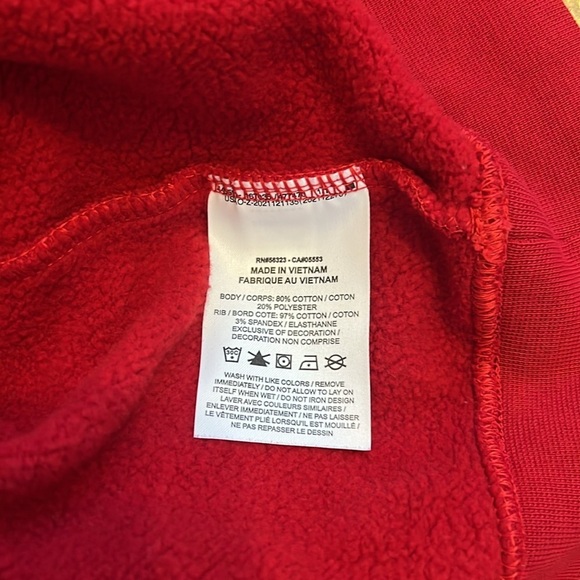 RN#56323 - CA#05553
MADE IN VIETNAM
FABRIQUE AU VIETNAM
BODY / CORPS: 80% COTTON / COTON
20% POLYESTER
RIB / BORD COTE: 97% COTTON / COTON
3% SPANDEX / ELASTHANNE
EXCLUSIVE OF DECORATION /
DECORATION NON COMPRISE
WASH WITH LIKE COLORS / REMOVE
IMMEDIATELY / DO NOT ALLOW TO LAY ON
ITSELF WHEN WET / DO NOT IRON DESIGN
LAVER AVEC COULEURS SIMILAIRES /
ENLEVER IMMEDIATEMENT / NE PAS LAISSER
LE VÊTEMENT PLIÉ LORSQU'IL EST MOUILLÉ /
NE PAS REPASSER LE DESSIN